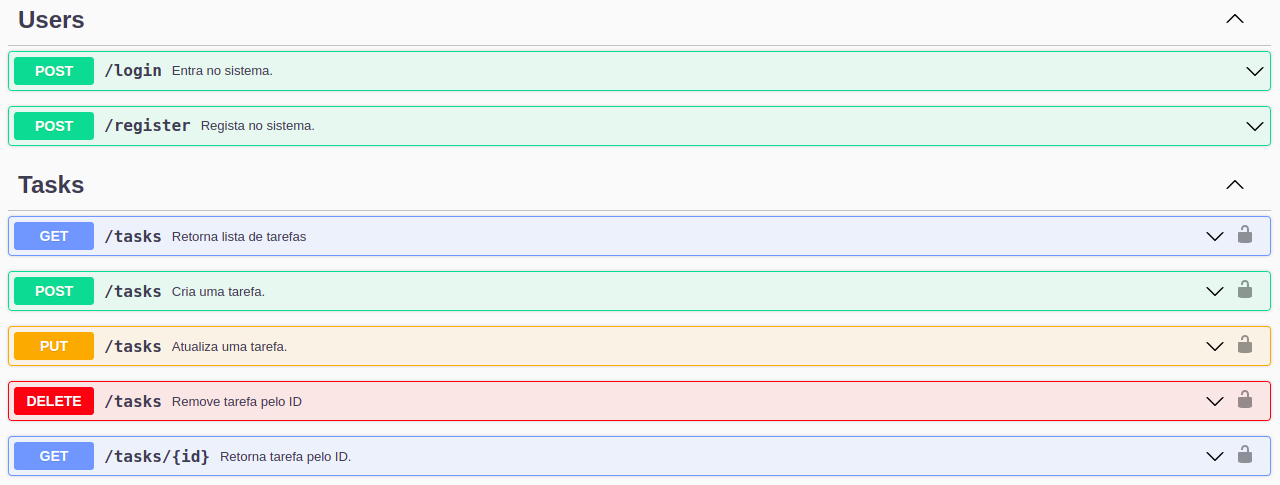 Users
POST /login Entra no sistema.
POST /register Regista no sistema.
Tasks
GET /tasks Retorna lista de tarefas
POST /tasks Cria uma tarefa.
PUT /tasks Atualiza uma tarefa.
DELETE /tasks Remove tarefa pelo ID
GET /tasks/{id} Retorna tarefa pelo ID.